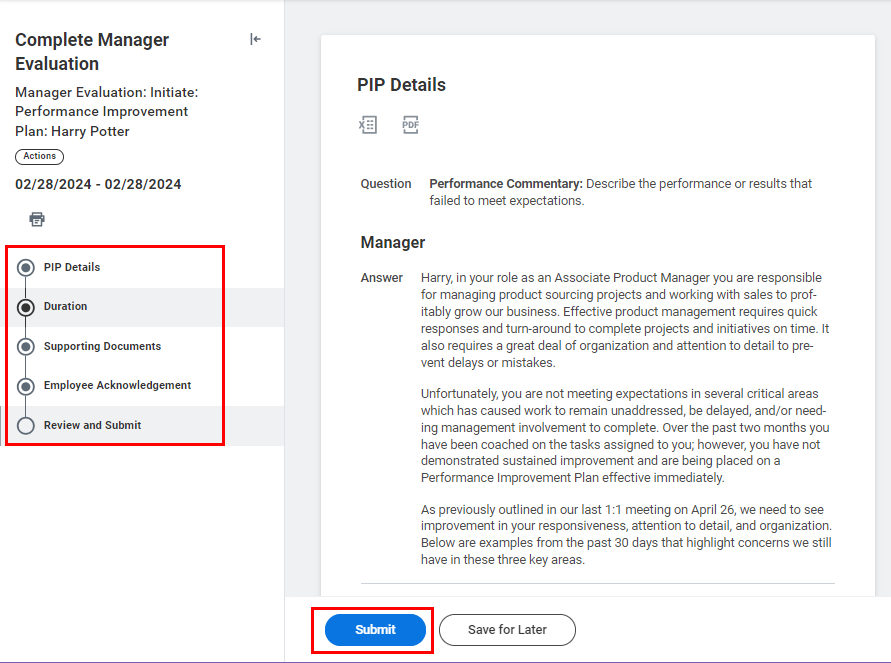 Complete Manager
Evaluation
Manager Evaluation: Initiate:
Performance Improvement
Plan: Harry Potter
Actions
02/28/2024 - 02/28/2024
PIP Details
Duration
Supporting Documents
Employee Acknowledgement
Review and Submit
PIP Details
X
PDF
Question Performance Commentary: Describe the performance or results that
failed to meet expectations.
Manager
Answer Harry, in your role as an Associate Product Manager you are responsible
for managing product sourcing projects and working with sales to prof-
itably grow our business. Effective product management requires quick
responses and turn-around to complete projects and initiatives on time. It
also requires a great deal of organization and attention to detail to pre-
vent delays or mistakes.
Unfortunately, you are not meeting expectations in several critical areas
which has caused work to remain unaddressed, be delayed, and/or need-
ing management involvement to complete. Over the past two months you
have been coached on the tasks assigned to you; however, you have not
demonstrated sustained improvement and are being placed on a
Performance Improvement Plan effective immediately.
As previously outlined in our last 1:1 meeting on April 26, we need to see
improvement in your responsiveness, attention to detail, and organization.
Below are examples from the past 30 days that highlight concerns we still
have in these three key areas.
Submit
Save for Later